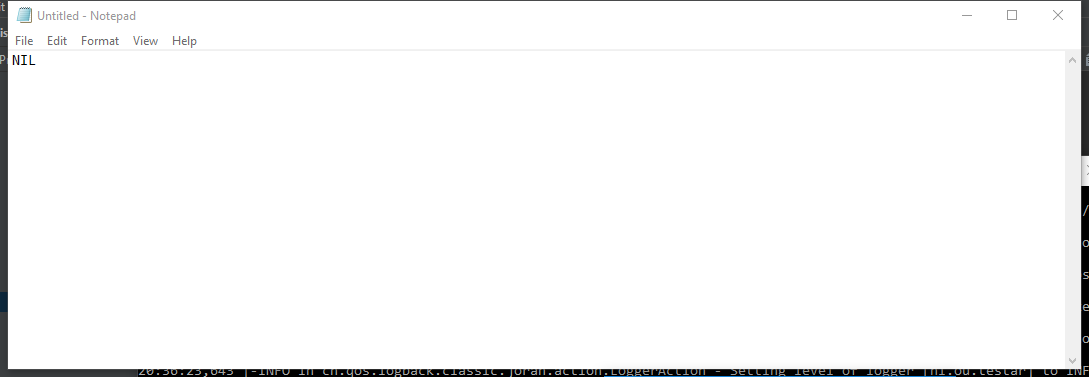 Untitled - Notepad
File Edit Format View Help
NIL
20:36:23,643 |-INFO in ch.qos.logback.classic.joran.action.LoggerAction - Setting level of logger [nl.ou.testar] to INF